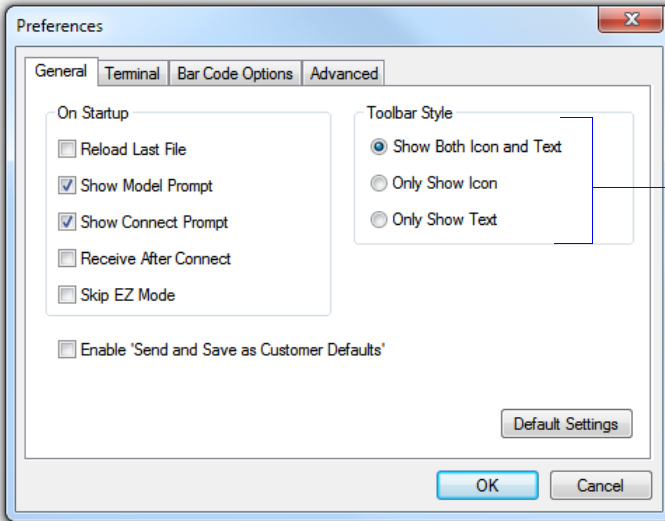 Preferences
General Terminal Bar Code Options Advanced
On Startup
Reload Last File
Show Model Prompt
Show Connect Prompt
Receive After Connect
Skip EZ Mode
Enable 'Send and Save as Customer Defaults'
Toolbar Style
Show Both Icon and Text
Only Show Icon
Only Show Text
Default Settings
OK Cancel